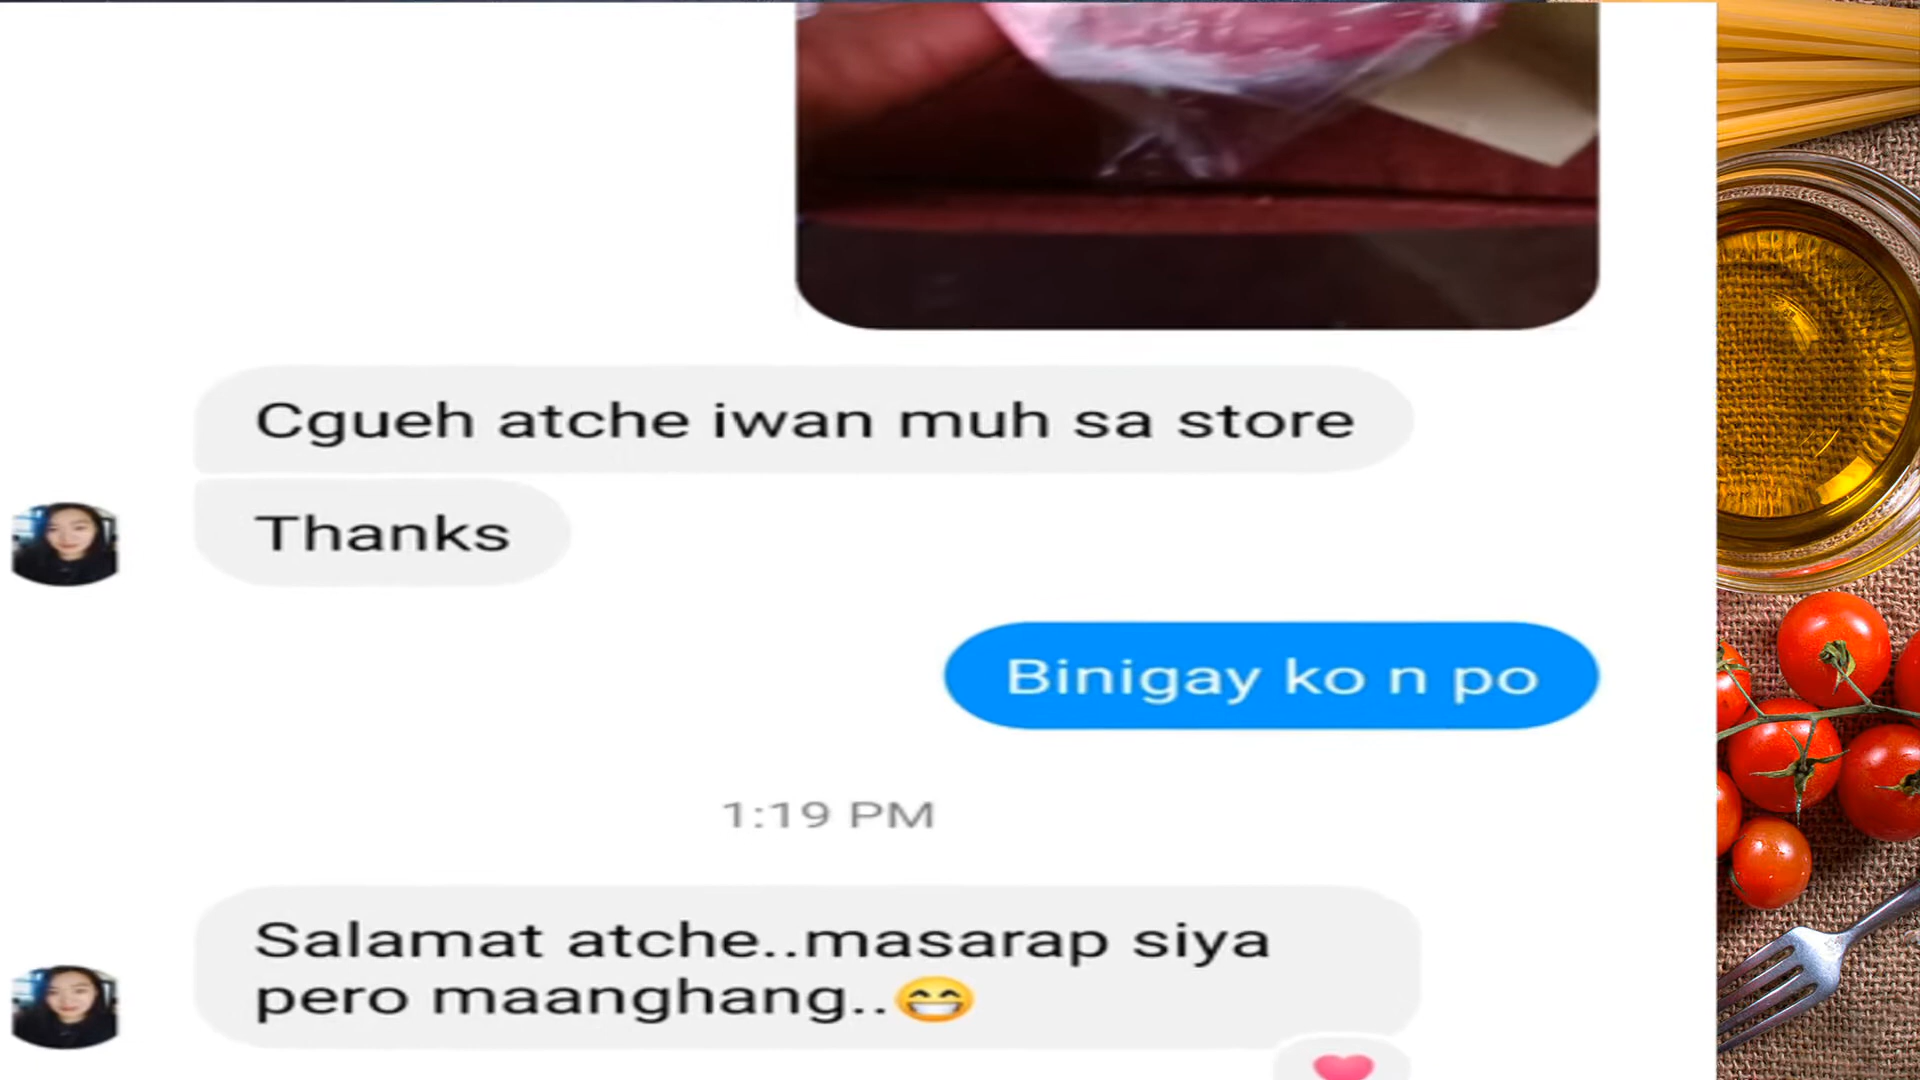 Cgueh atche iwan muh sa store
Thanks
Binigay ko n po
1:19 PM
Salamat atche..masarap siya
pero maanghang..😁